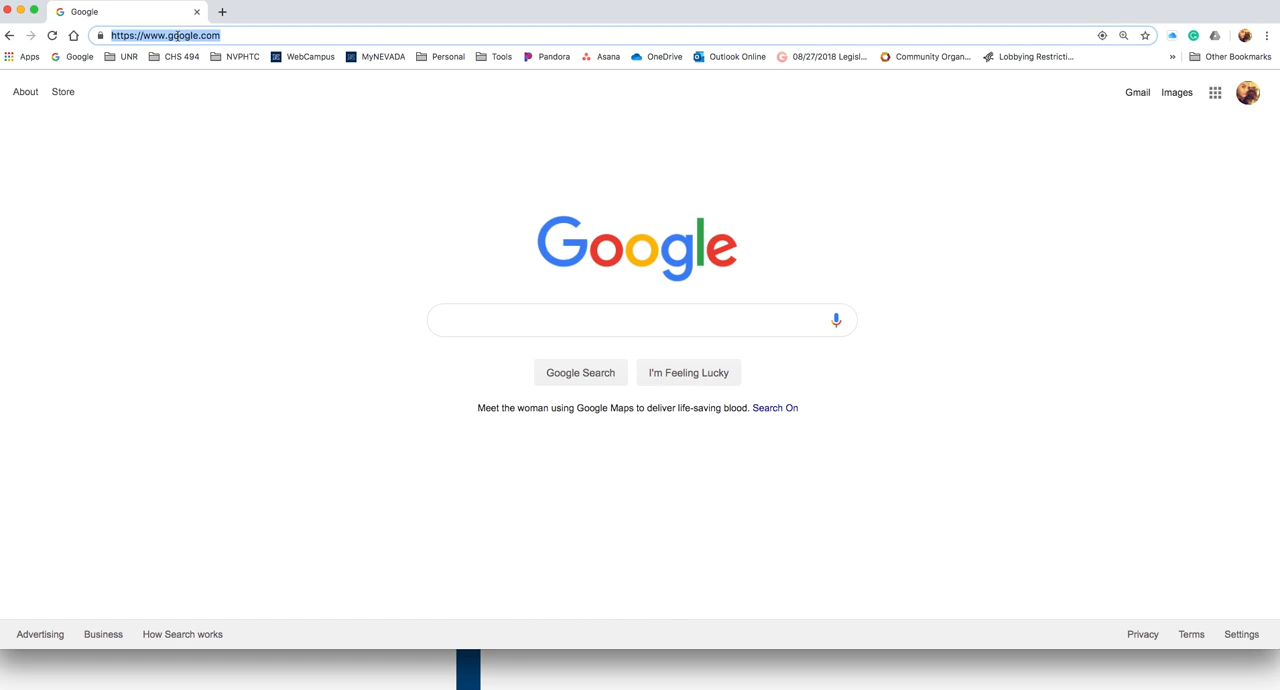 Google
https://www.google.com
Apps Google UNR CHS 494 NVPHTC WebCampus MyNEVADA Personal Tools Pandora Asana OneDrive Outlook Online 08/27/2018 Legisl... Community Organ... Lobbying Restricti... » Other Bookmarks
About Store Gmail Images
Google
Google Search I'm Feeling Lucky
Meet the woman using Google Maps to deliver life-saving blood. Search On
Advertising Business How Search works Privacy Terms Settings